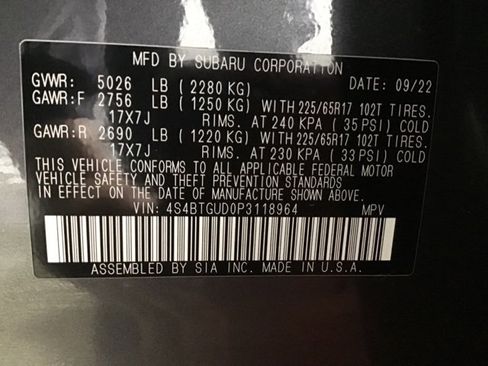 MFD BY SUBARU CORPORATION
GVWR: 5026 LB (2280 KG) DATE: 09/22
GAWR:F 2756 LB (1250 KG) WITH 225/65R17 102T TIRES.
17X7J RIMS. AT 240 KPA (35 PSI) COLD
GAWR:R 2690 LB (1220 KG) WITH 225/65R17 102T TIRES.
17X7J RIMS. AT 230 KPA (33 PSI) COLD
THIS VEHICLE CONFORMS TO ALL APPLICABLE FEDERAL MOTOR
VEHICLE SAFETY, AND THEFT PREVENTION STANDARDS
IN EFFECT ON THE DATE OF MANUFACTURE SHOWN ABOVE.
VIN: 4S4BTGUD0P3118964 MPV
ASSEMBLED BY SIA INC. MADE IN U.S.A.